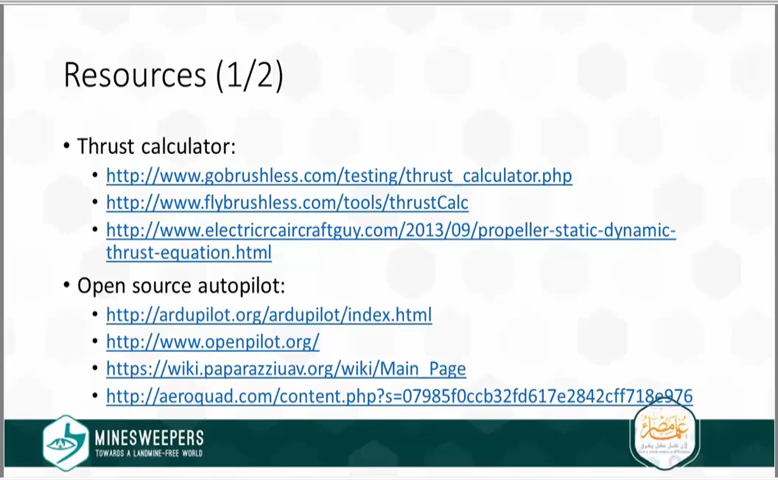 Resources (1/2)
• Thrust calculator:
• http://www.gobrushless.com/testing/thrust_calculator.php
• http://www.flybrushless.com/tools/thrustCalc
• http://www.electricrcaircraftguy.com/2013/09/propeller-static-dynamic-
thrust-equation.html
• Open source autopilot:
• http://ardupilot.org/ardupilot/index.html
• http://www.openpilot.org/
• https://wiki.paparazziuav.org/wiki/Main_Page
• http://aeroquad.com/content.php?s=07985f0ccb32fd617e2842cff718e976
MINESWEEPERS
TOWARDS A LANDMINE-FREE WORLD